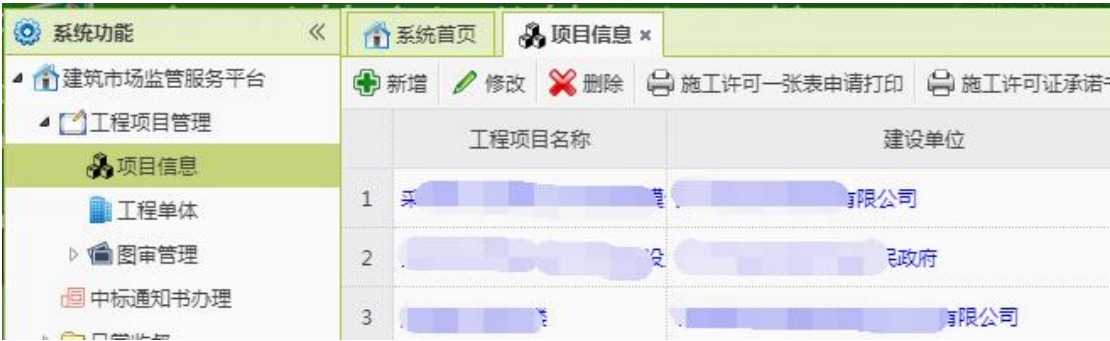 系统功能
系统首页
项目信息
建筑市场监管服务平台
工程项目管理
项目信息
工程单体
图审管理
中标通知书办理
新增
修改
删除
施工许可一张表申请打印
施工许可证承诺
工程项目名称
建设单位
1
有限公司
2
设
民政府
3
有限公司